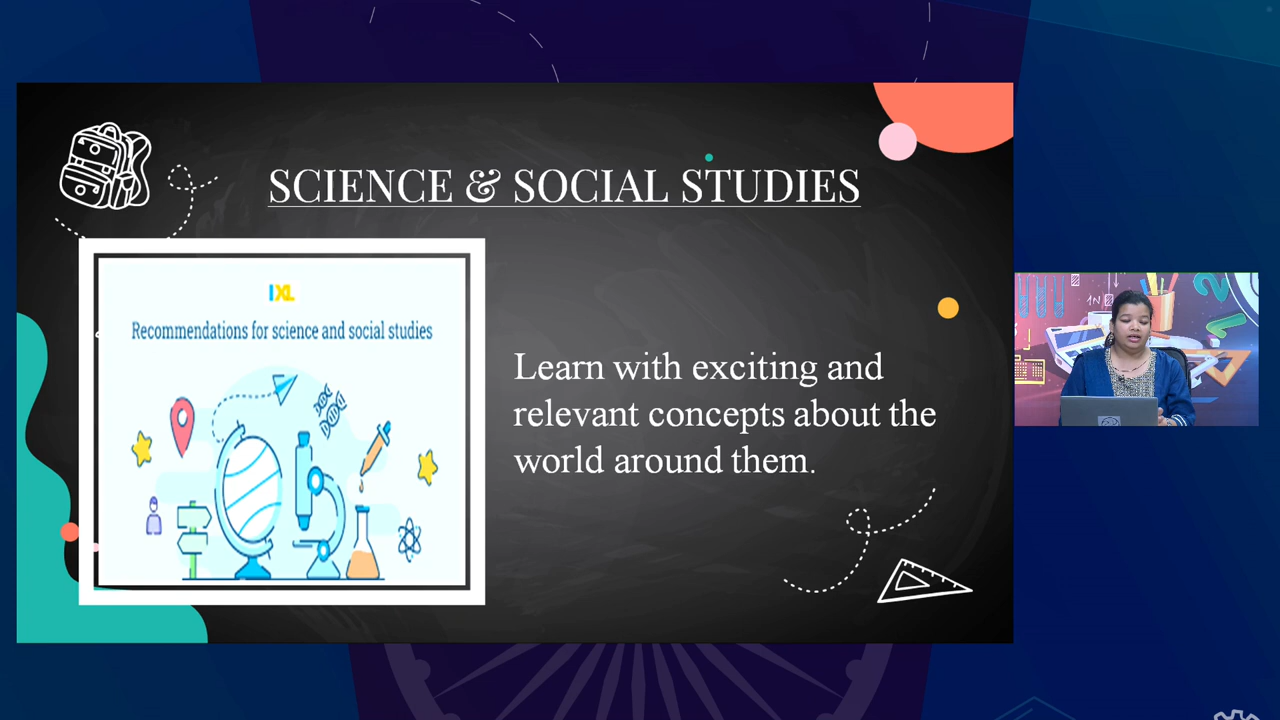 SCIENCE & SOCIAL STUDIES
IXL
Recommendations for science and social studies
Learn with exciting and
relevant concepts about the
world around them.